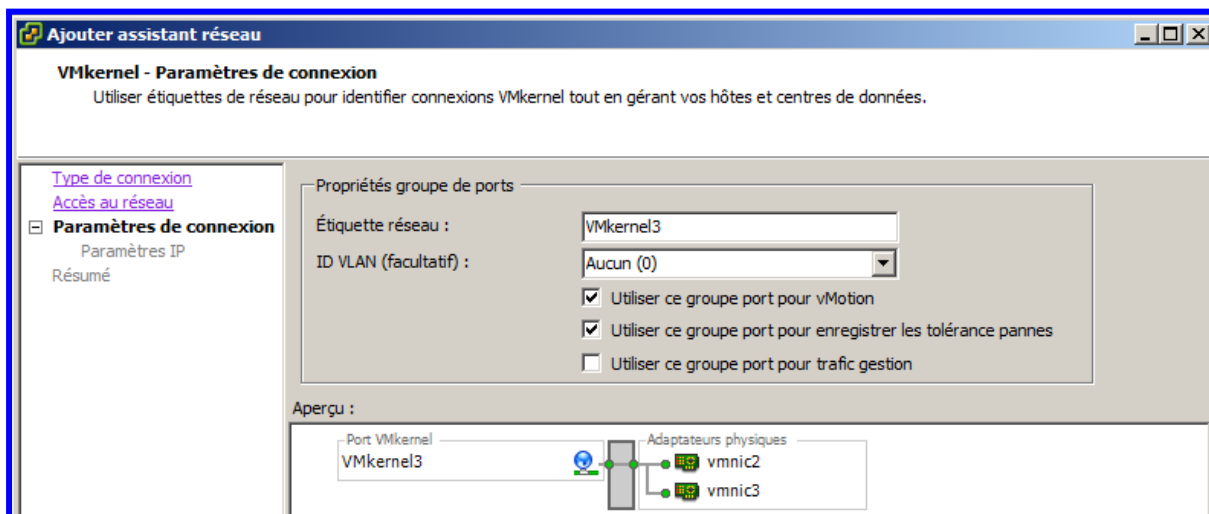 Ajouter assistant réseau
VMkernel - Paramètres de connexion
Utiliser étiquettes de réseau pour identifier connexions VMkernel tout en gérant vos hôtes et centres de données.
Type de connexion
Accès au réseau
Paramètres de connexion
Paramètres IP
Résumé
Propriétés groupe de ports
Étiquette réseau : VMkernel3
ID VLAN (facultatif) : Aucun (0)
Utiliser ce groupe port pour vMotion
Utiliser ce groupe port pour enregistrer les tolérance pannes
Utiliser ce groupe port pour trafic gestion
Aperçu :
Port VMkernel
VMkernel3
Adaptateurs physiques
vmnic2
vmnic3